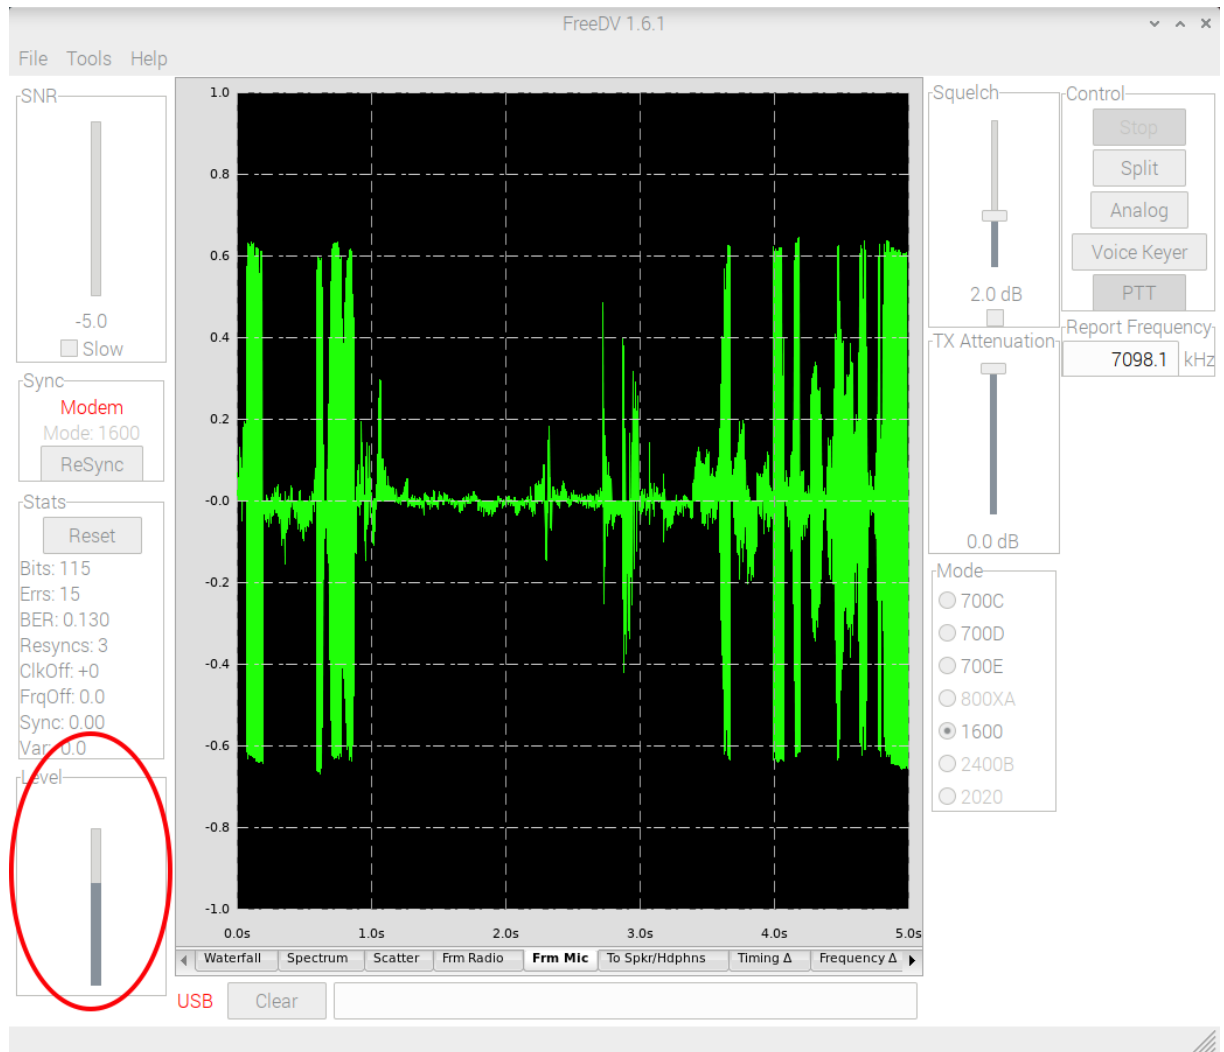 FreeDV 1.6.1
File Tools Help
SNR
-5.0
Slow
Sync
Modem
Mode: 1600
ReSync
Stats
Reset
Bits: 115
Errs: 15
BER: 0.130
Resyncs: 3
ClkOff: +0
FrqOff: 0.0
Sync: 0.00
Var: 0.0
Level
1.0
0.8
0.6
0.4
0.2
-0.0
-0.2
-0.4
-0.6
-0.8
-1.0
0.0s 1.0s 2.0s 3.0s 4.0s 5.0s
Waterfall Spectrum Scatter Frm Radio Frm Mic To Spkr/Hdphns Timing Δ Frequency Δ
USB Clear
Squelch
2.0 dB
TX Attenuation
0.0 dB
Mode
700C
700D
700E
800XA
1600
2400B
2020
Control
Stop
Split
Analog
Voice Keyer
PTT
Report Frequency
7098.1 kHz